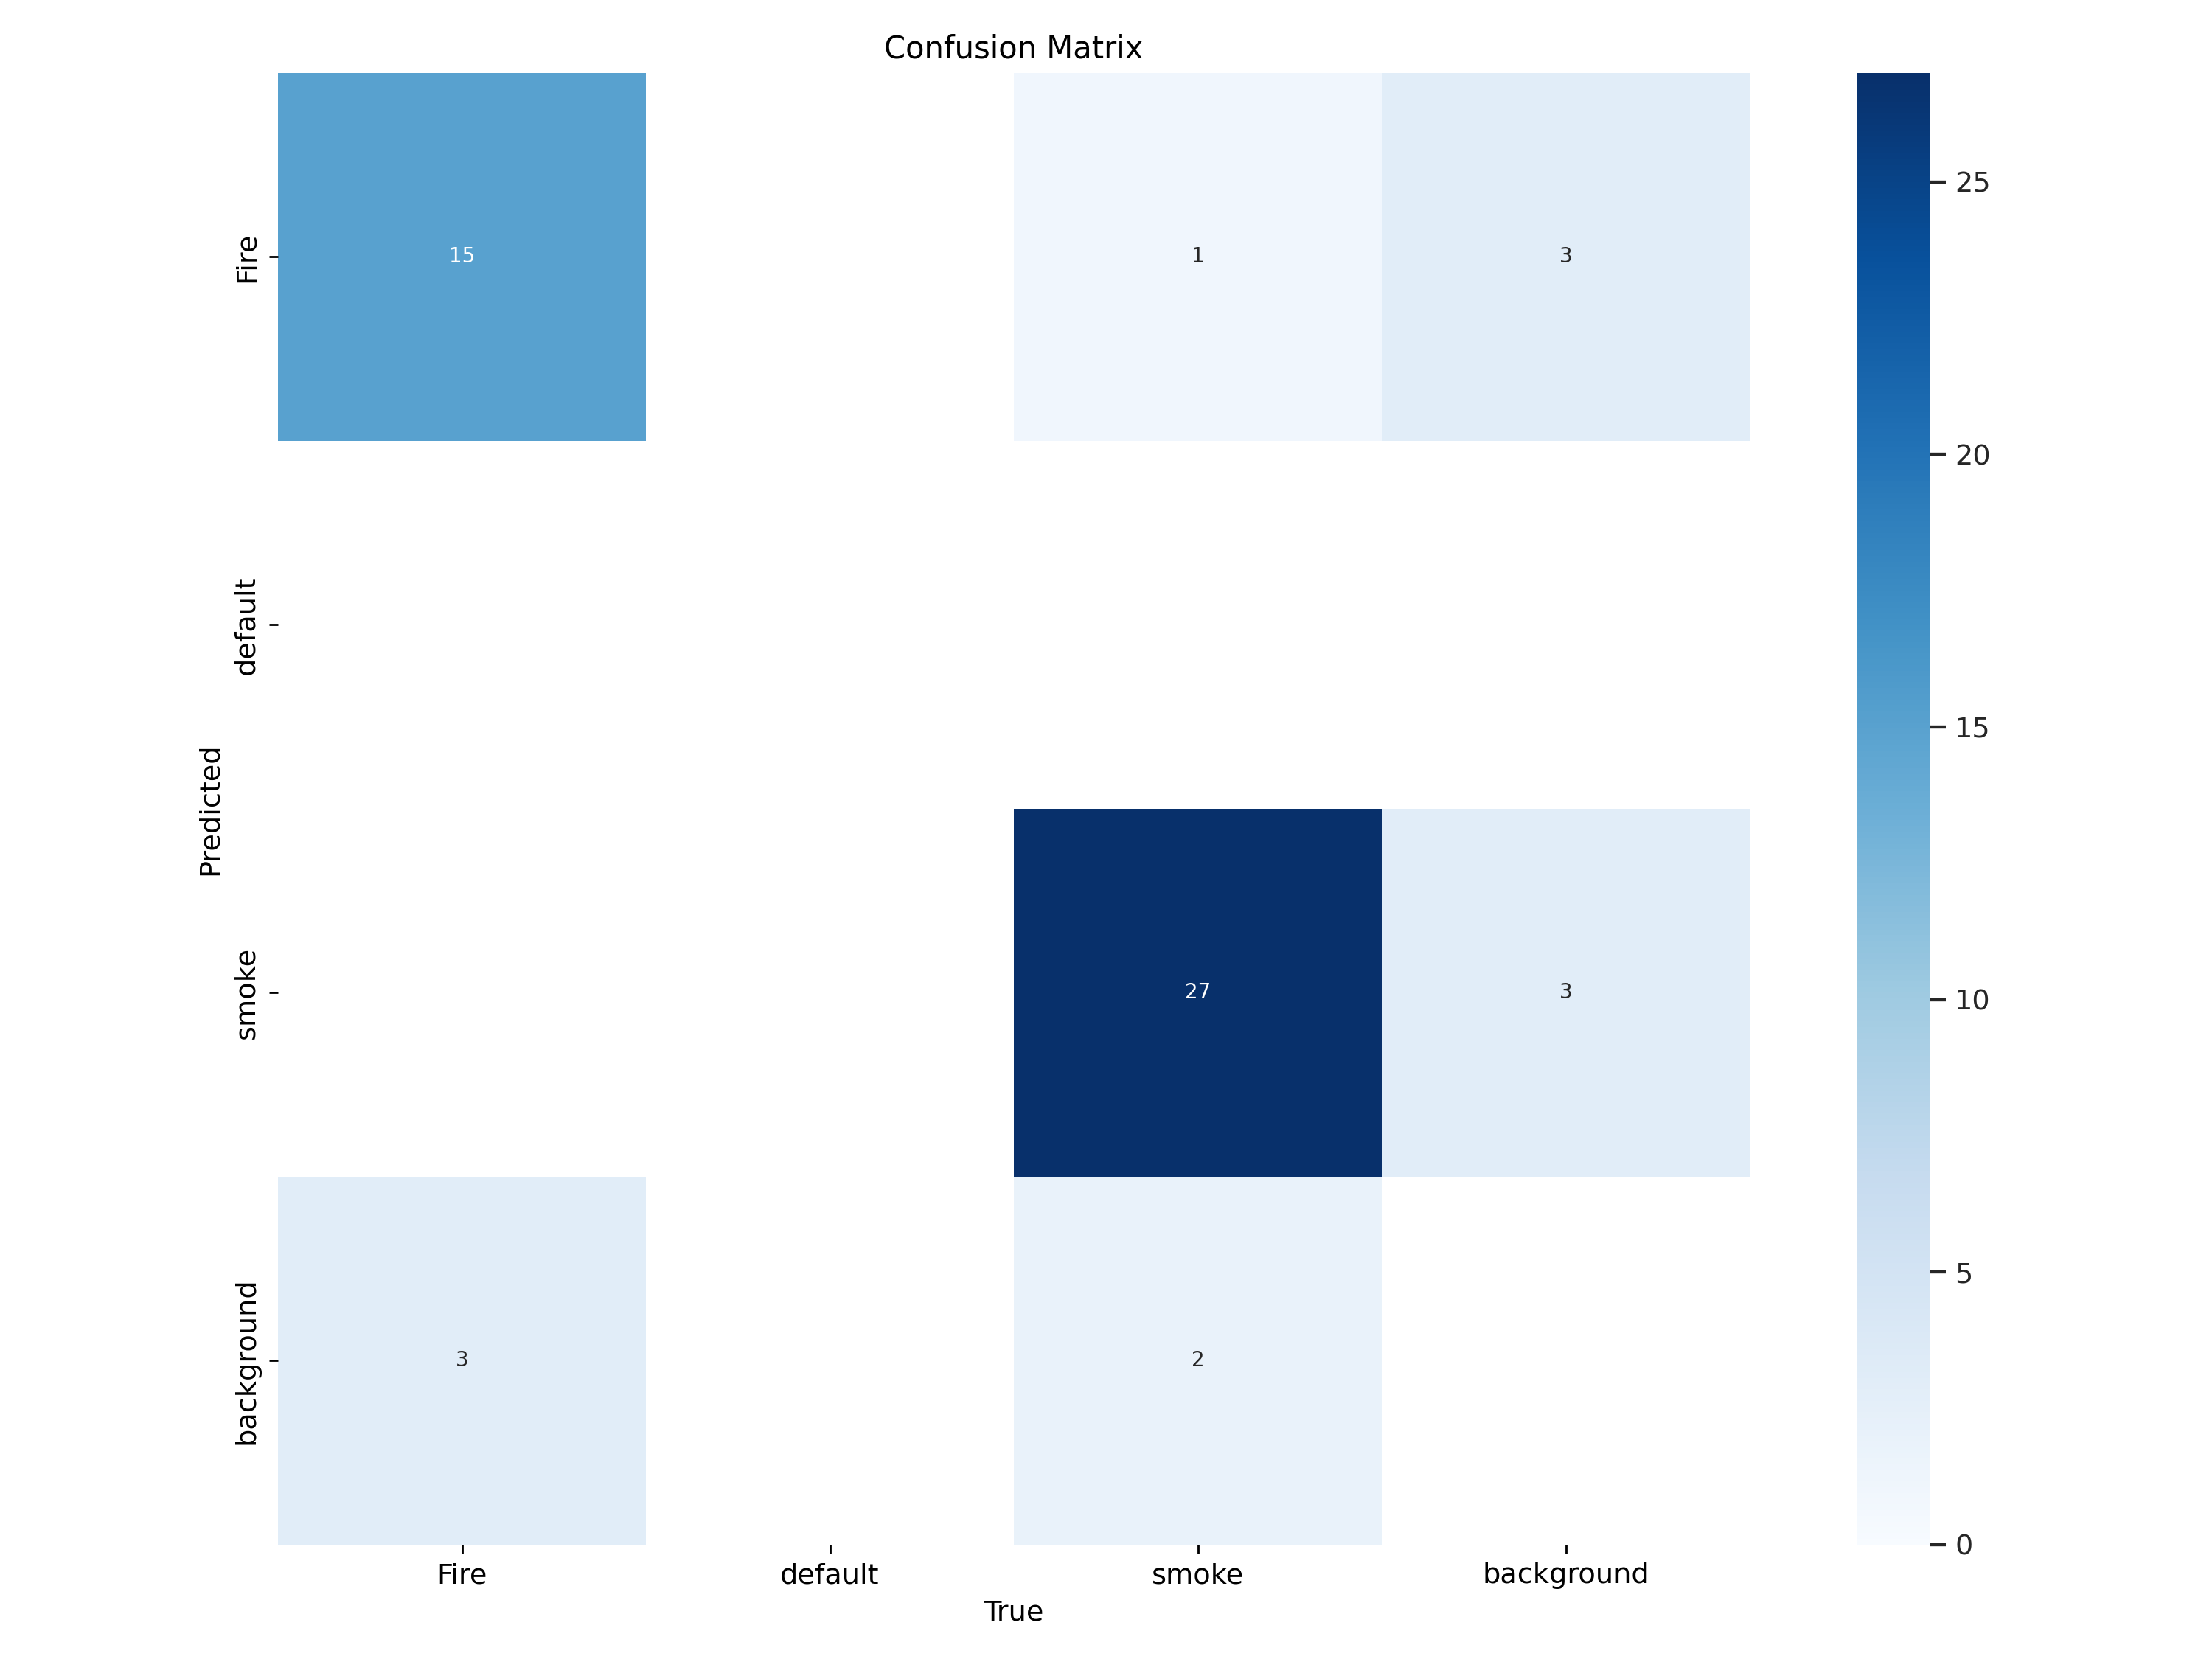 Confusion Matrix
Fire
15
1
3
default
Predicted
smoke
27
3
background
3
2
Fire
default
smoke
background
True
25
20
15
10
5
0